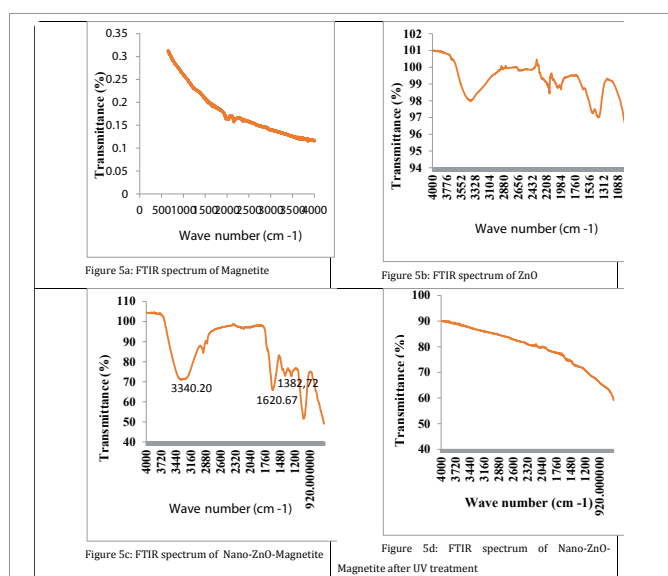 0.35
0.3
0.25
0.2
0.15
0.1
0.05
0
Transmittance (%)
0 5001000150020002500300035004000
Wave number (cm -1)
Figure 5a: FTIR spectrum of Magnetite
102
101
100
99
98
97
96
95
94
Transmittance (%)
4000 3776 3552 3328 3104 2880 2656 2432 2208 1984 1760 1536 1312 1088
Wave number (cm -1)
Figure 5b: FTIR spectrum of ZnO
110
100
90
80
70
60
50
40
Transmittance (%)
3340.20
1620.67
1382,72
4000 3720 3440 3160 2880 2600 2320 2040 1760 1480 1200 920.000000
Wave number (cm -1)
Figure 5c: FTIR spectrum of Nano-ZnO-Magnetite
100
90
80
70
60
50
40
Transmittance (%)
4000 3720 3440 3160 2880 2600 2320 2040 1760 1480 1200 920.0000000
Wave number (cm -1)
Figure 5d: FTIR spectrum of Nano-ZnO-
Magnetite after UV treatment